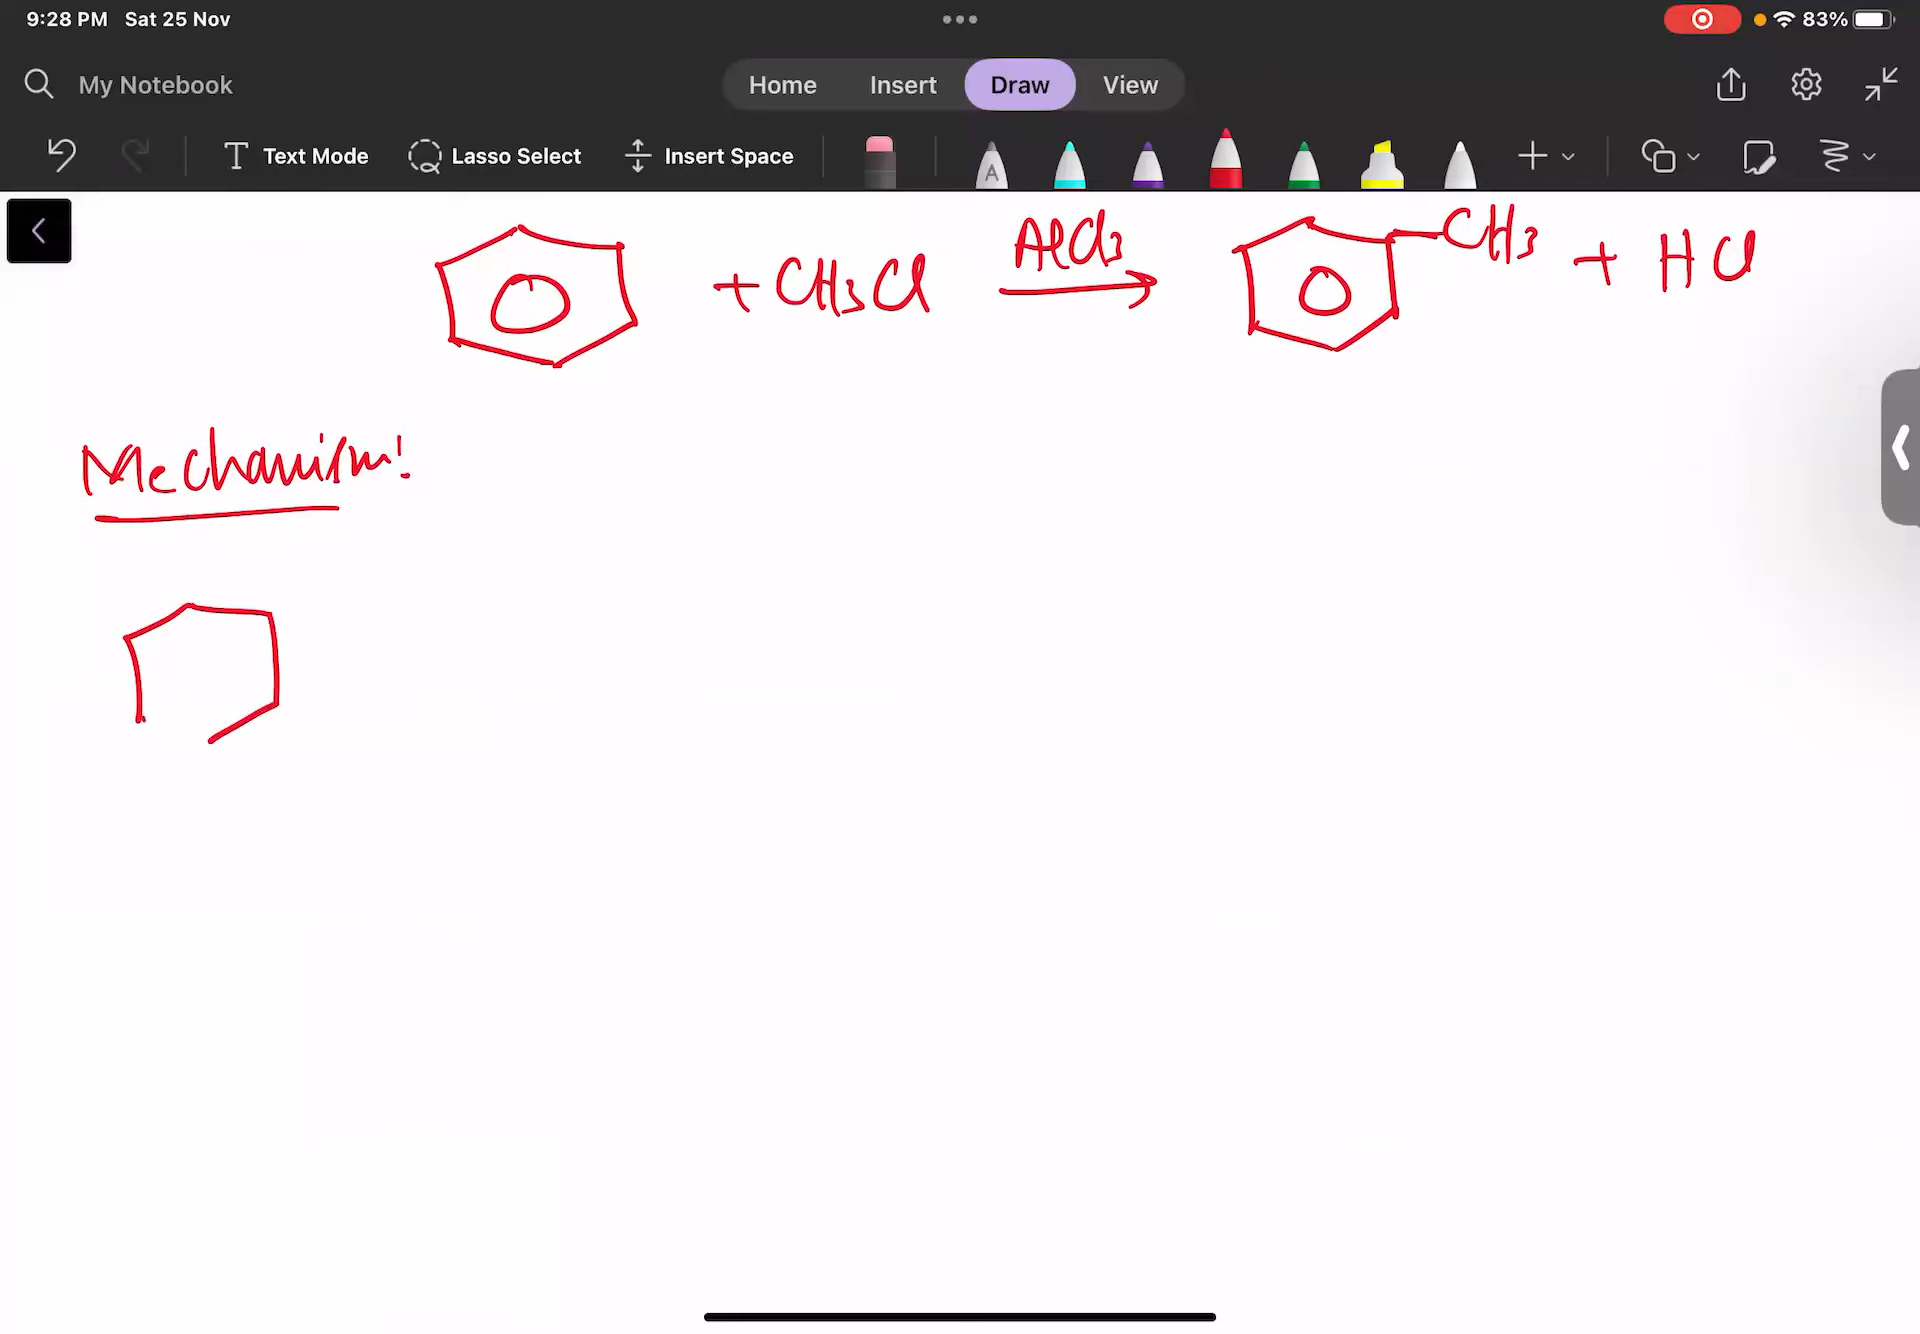 9:28 PM Sat 25 Nov
83%
My Notebook
Home Insert Draw View
Text Mode Lasso Select Insert Space
A
+ CH3Cl AlCl3 CH3 + HCl
Mechanism: